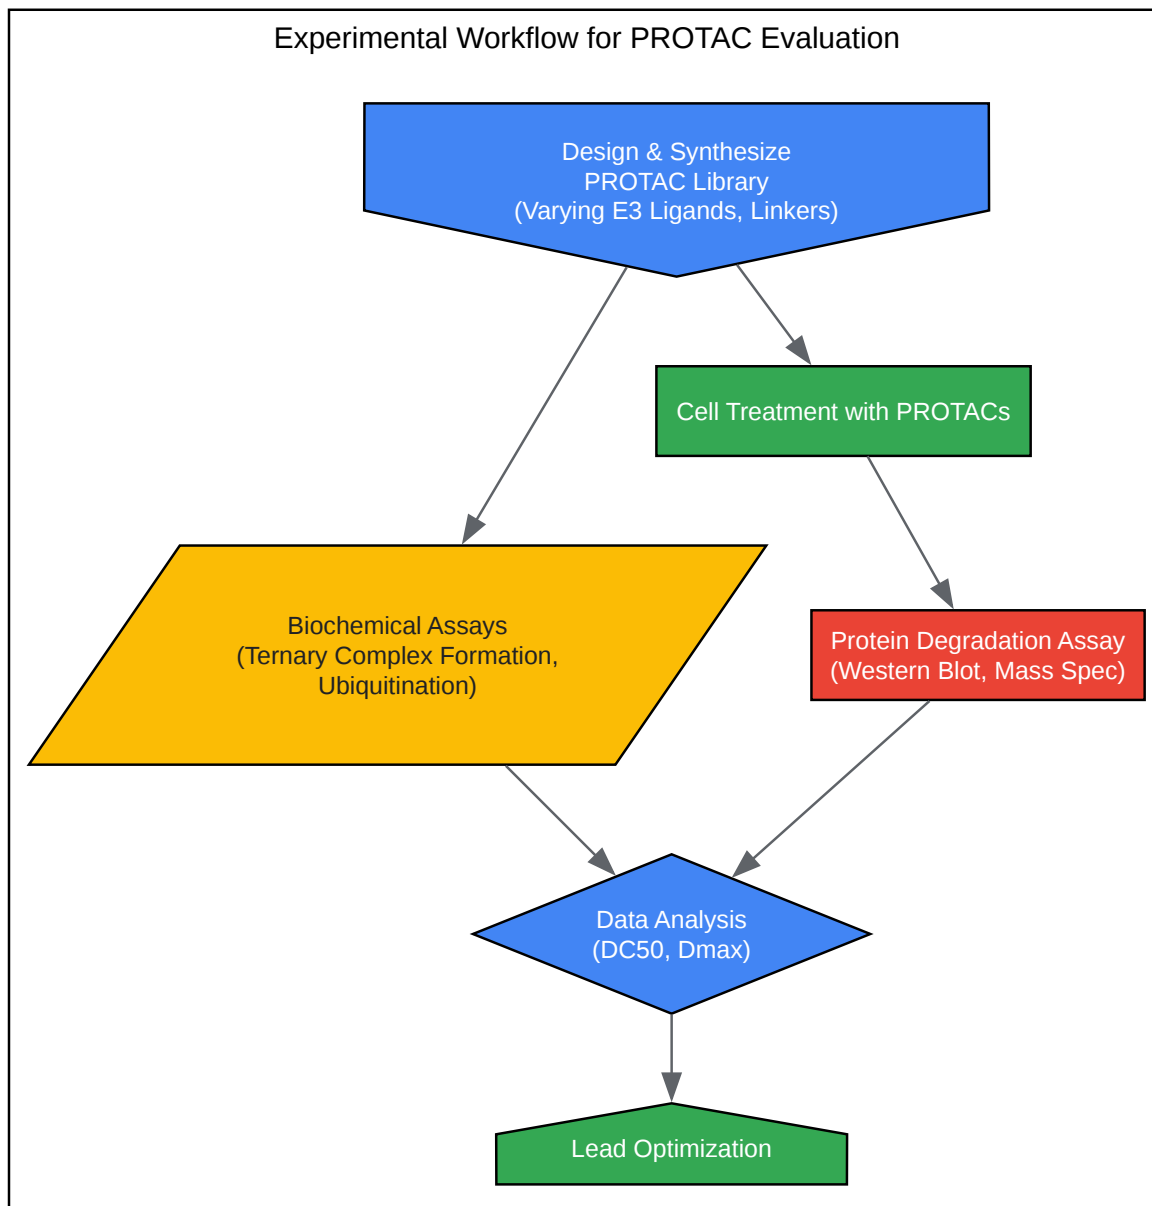 Experimental Workflow for PROTAC Evaluation
Design & Synthesize
PROTAC Library
(Varying E3 Ligands, Linkers)
Cell Treatment with PROTACs
Biochemical Assays
(Ternary Complex Formation,
Ubiquitination)
Protein Degradation Assay
(Western Blot, Mass Spec)
Data Analysis
(DC50, Dmax)
Lead Optimization